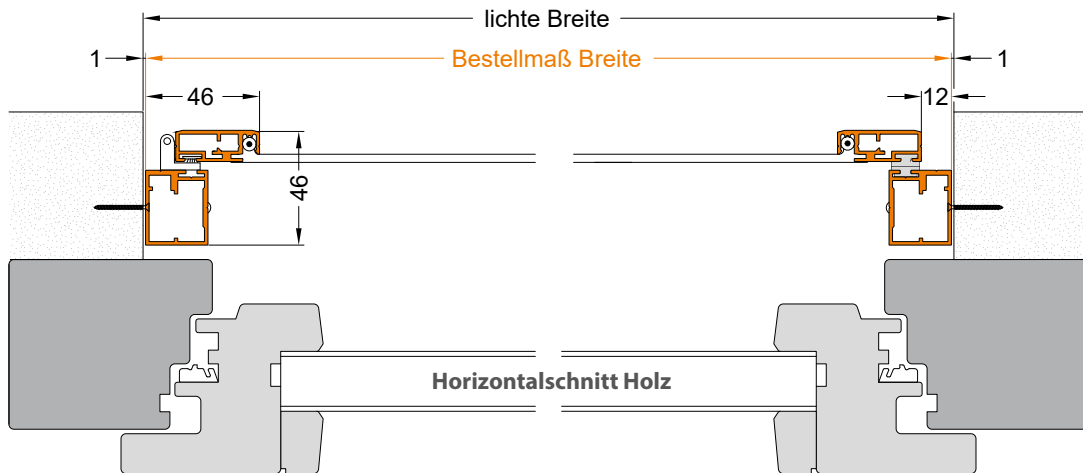 lichte Breite
1 Bestellmaß Breite 1
46 12
46
Horizontalschnitt Holz